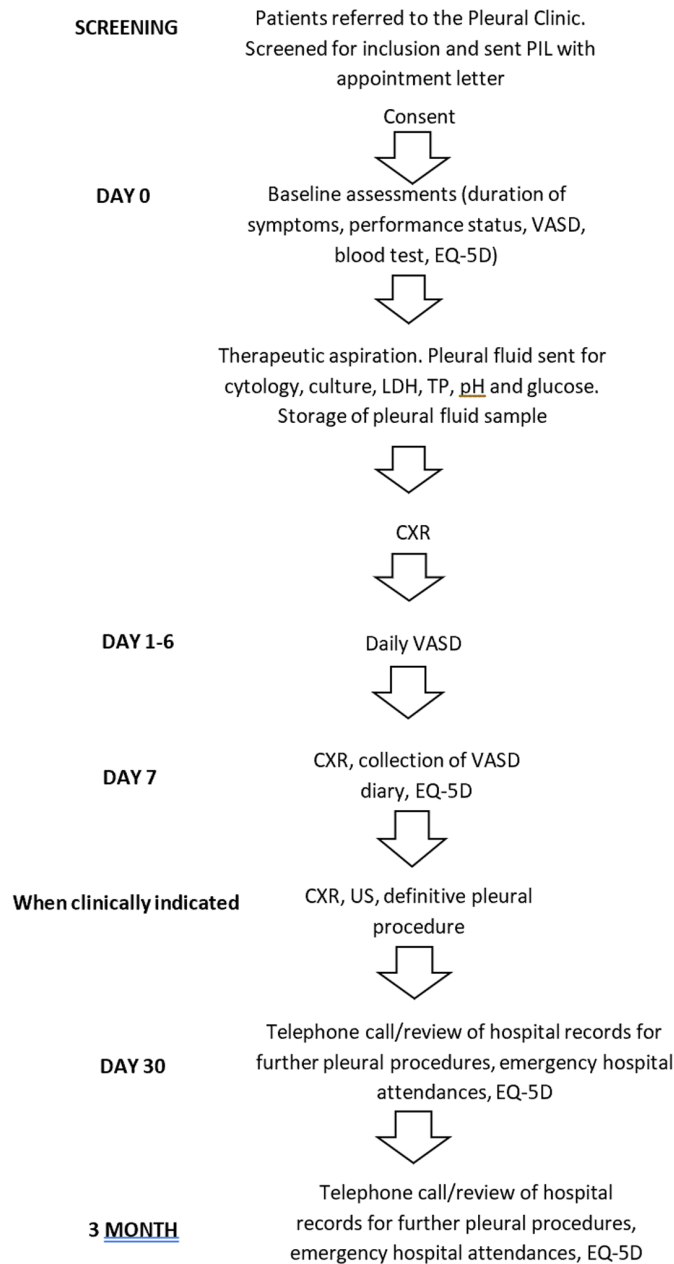 SCREENING
Patients referred to the Pleural Clinic.
Screened for inclusion and sent PIL with
appointment letter
Consent
DAY 0
Baseline assessments (duration of
symptoms, performance status, VASD,
blood test, EQ-5D)
Therapeutic aspiration. Pleural fluid sent for
cytology, culture, LDH, TP, pH and glucose.
Storage of pleural fluid sample
CXR
DAY 1-6
Daily VASD
DAY 7
CXR, collection of VASD
diary, EQ-5D
When clinically indicated
CXR, US, definitive pleural
procedure
DAY 30
Telephone call/review of hospital records for
further pleural procedures, emergency hospital
attendances, EQ-5D
3 MONTH
Telephone call/review of hospital
records for further pleural procedures,
emergency hospital attendances, EQ-5D